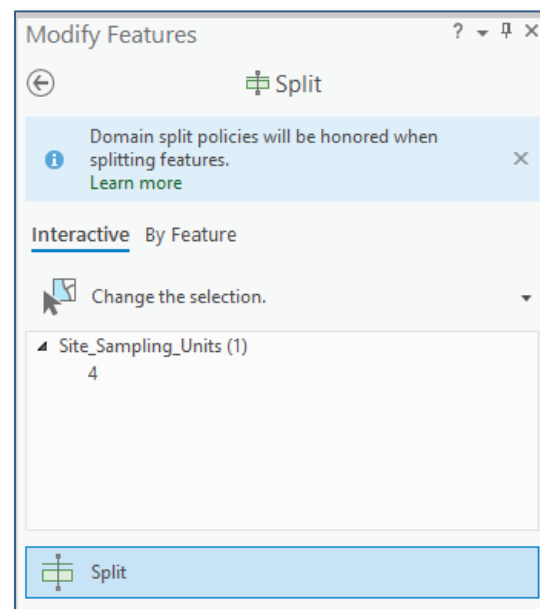 Modify Features ?
Split
Domain split policies will be honored when
splitting features.
Learn more
Interactive By Feature
Change the selection.
Site_Sampling_Units (1)
4
Split